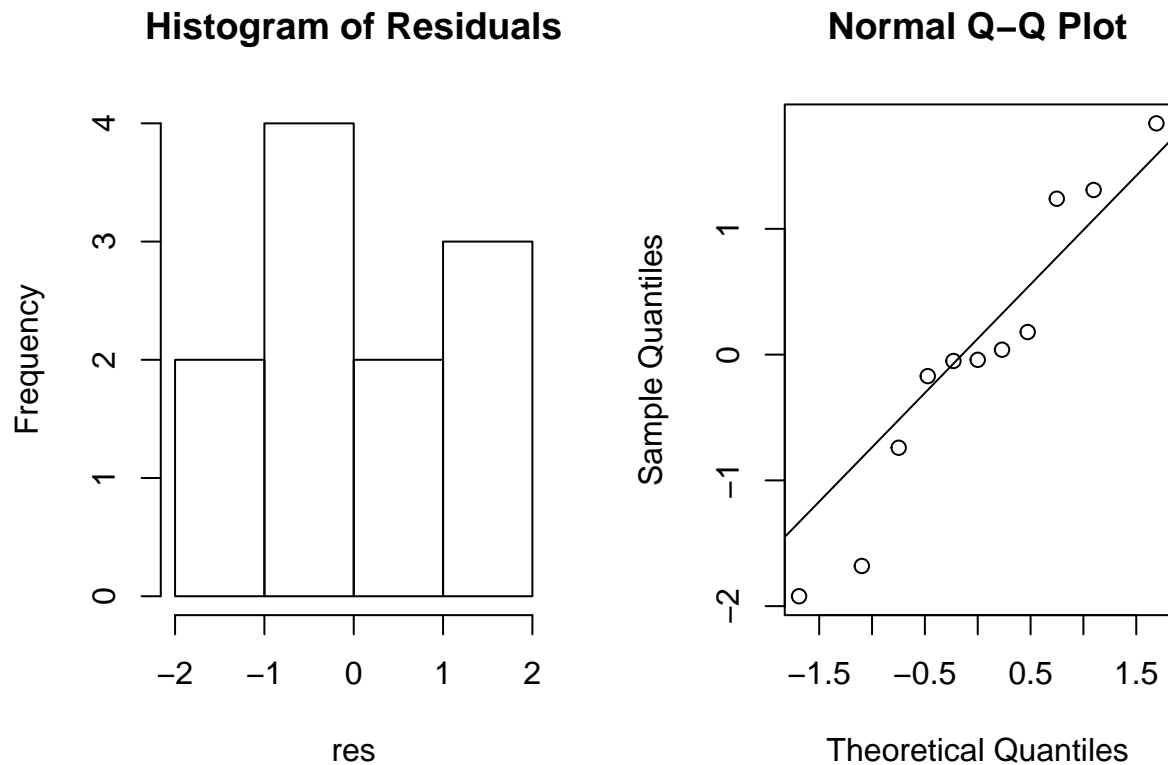 Histogram of Residuals
Frequency
4
3
2
1
0
−2 −1 0 1 2
res
Normal Q−Q Plot
Sample Quantiles
1
0
−1
−2
−1.5 −0.5 0.5 1.5
Theoretical Quantiles